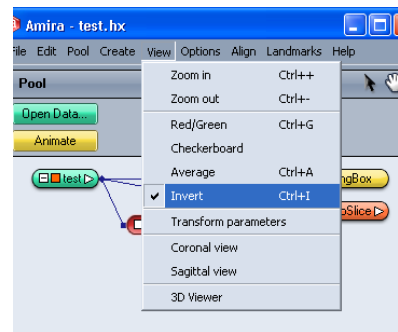 Amira - test.hx
File Edit Pool Create View Options Align Landmarks Help
Pool
Zoom in Ctrl++
Zoom out Ctrl+-
Open Data...
Red/Green Ctrl+G
Animate
Checkerboard
Average Ctrl+A
test
ngBox
Invert Ctrl+I
oSlice
Transform parameters
Coronal view
Sagittal view
3D Viewer